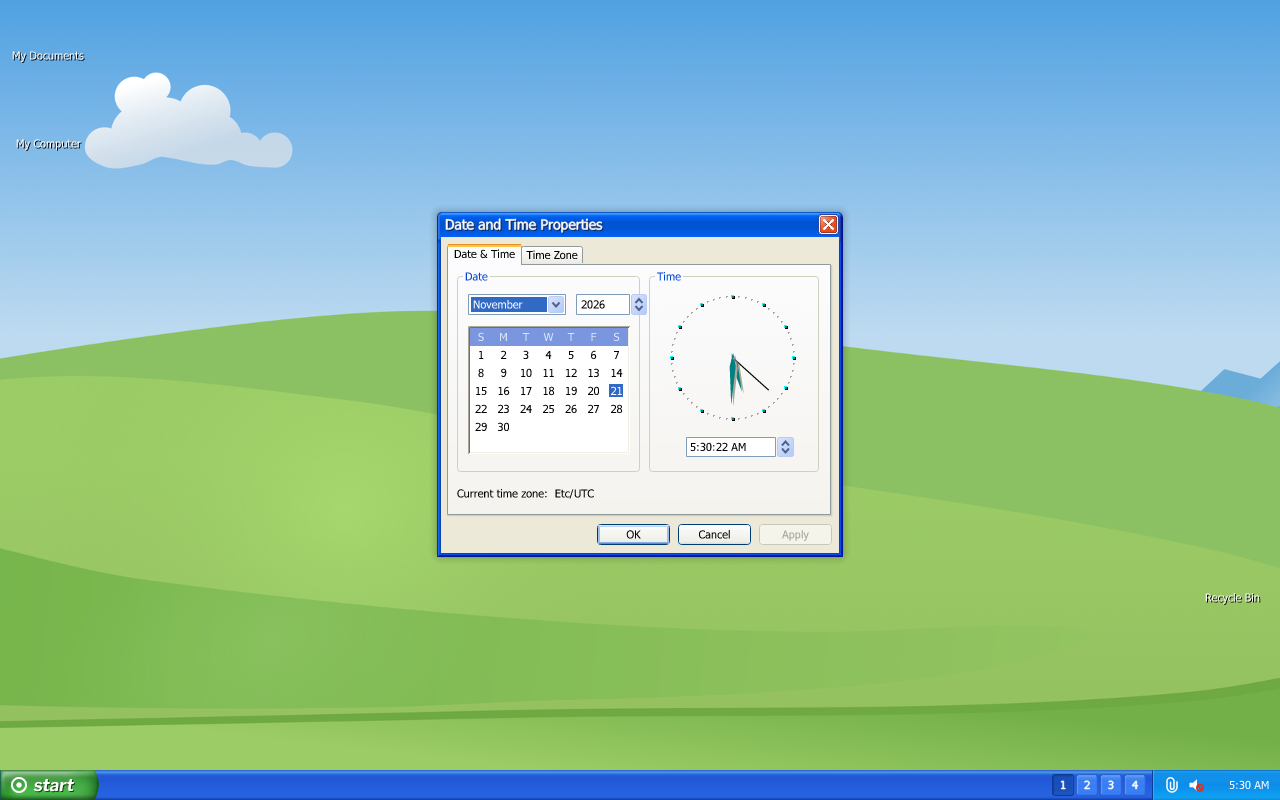 My Documents
My Computer
Date and Time Properties
Date & Time
Time Zone
Date
Time
November
2026
S M T W T F S
1 2 3 4 5 6 7
8 9 10 11 12 13 14
15 16 17 18 19 20 21
22 23 24 25 26 27 28
29 30
5:30:22 AM
Current time zone: Etc/UTC
OK
Cancel
Apply
Recycle Bin
start
1 2 3 4
5:30 AM